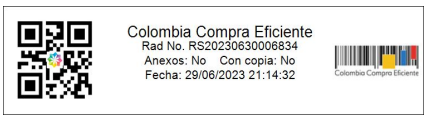 Colombia Compra Eficiente
Rad No. RS20230630006834
Anexos: No Con copia: No
Fecha: 29/06/2023 21:14:32
Colombia Compra Eficiente